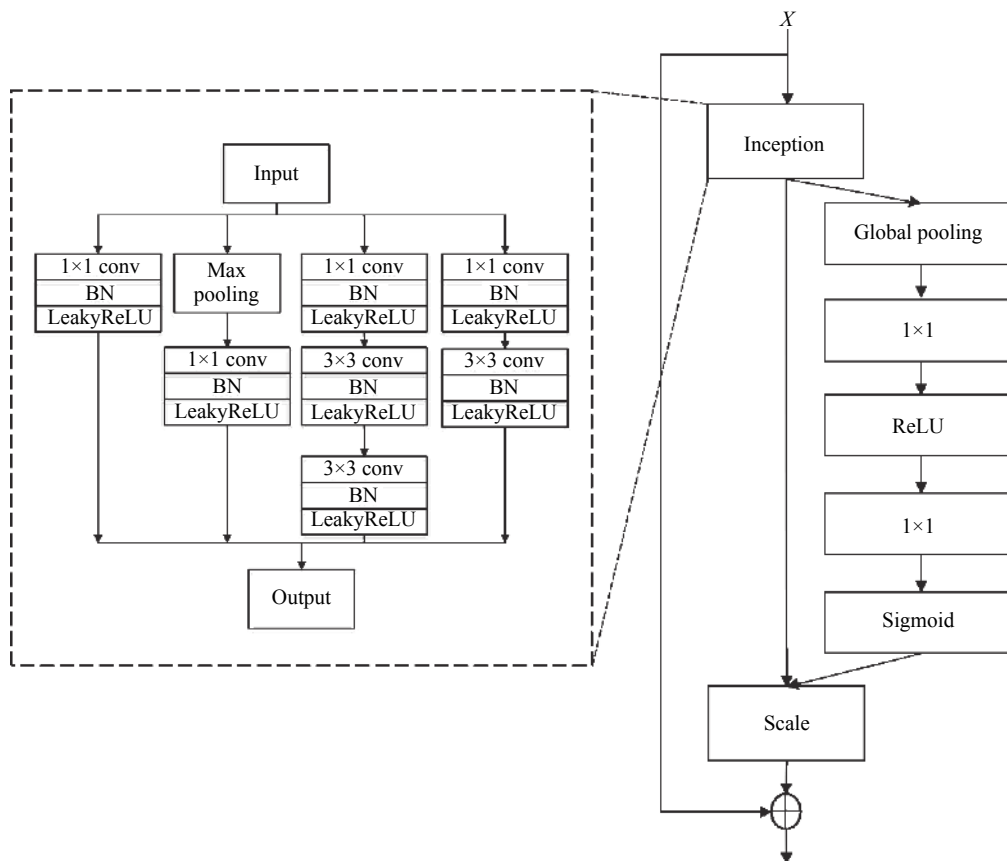 X
Inception
Global pooling
1×1
ReLU
1×1
Sigmoid
Scale
Input
1×1 conv
BN
LeakyReLU
Max
pooling
1×1 conv
BN
LeakyReLU
1×1 conv
BN
LeakyReLU
3×3 conv
BN
LeakyReLU
3×3 conv
BN
LeakyReLU
1×1 conv
BN
LeakyReLU
3×3 conv
BN
LeakyReLU
Output